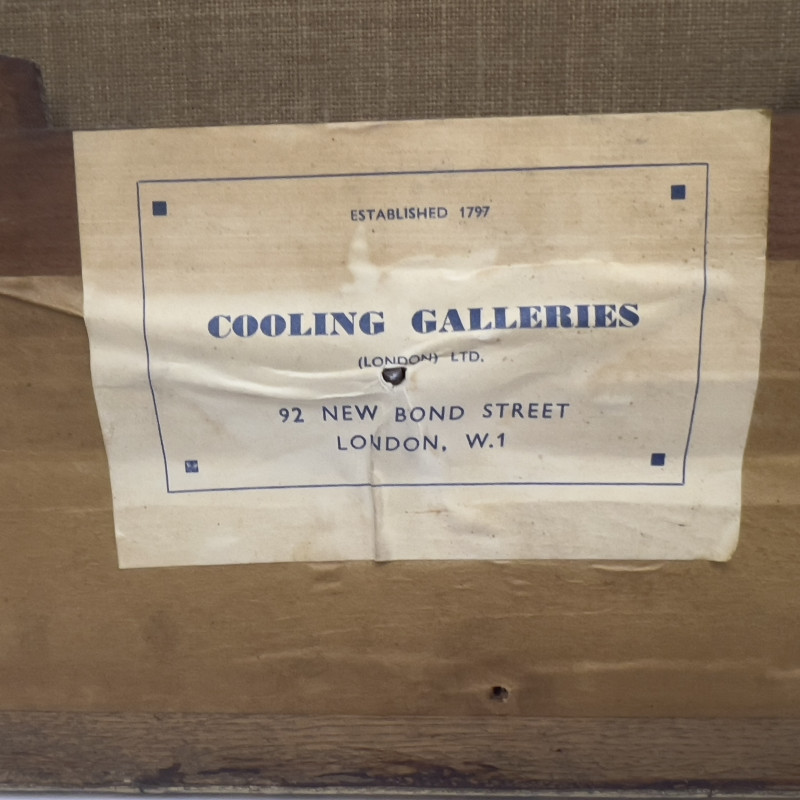 ESTABLISHED 1797
COOLING GALLERIES
(LONDON) LTD.
92 NEW BOND STREET
LONDON, W.1